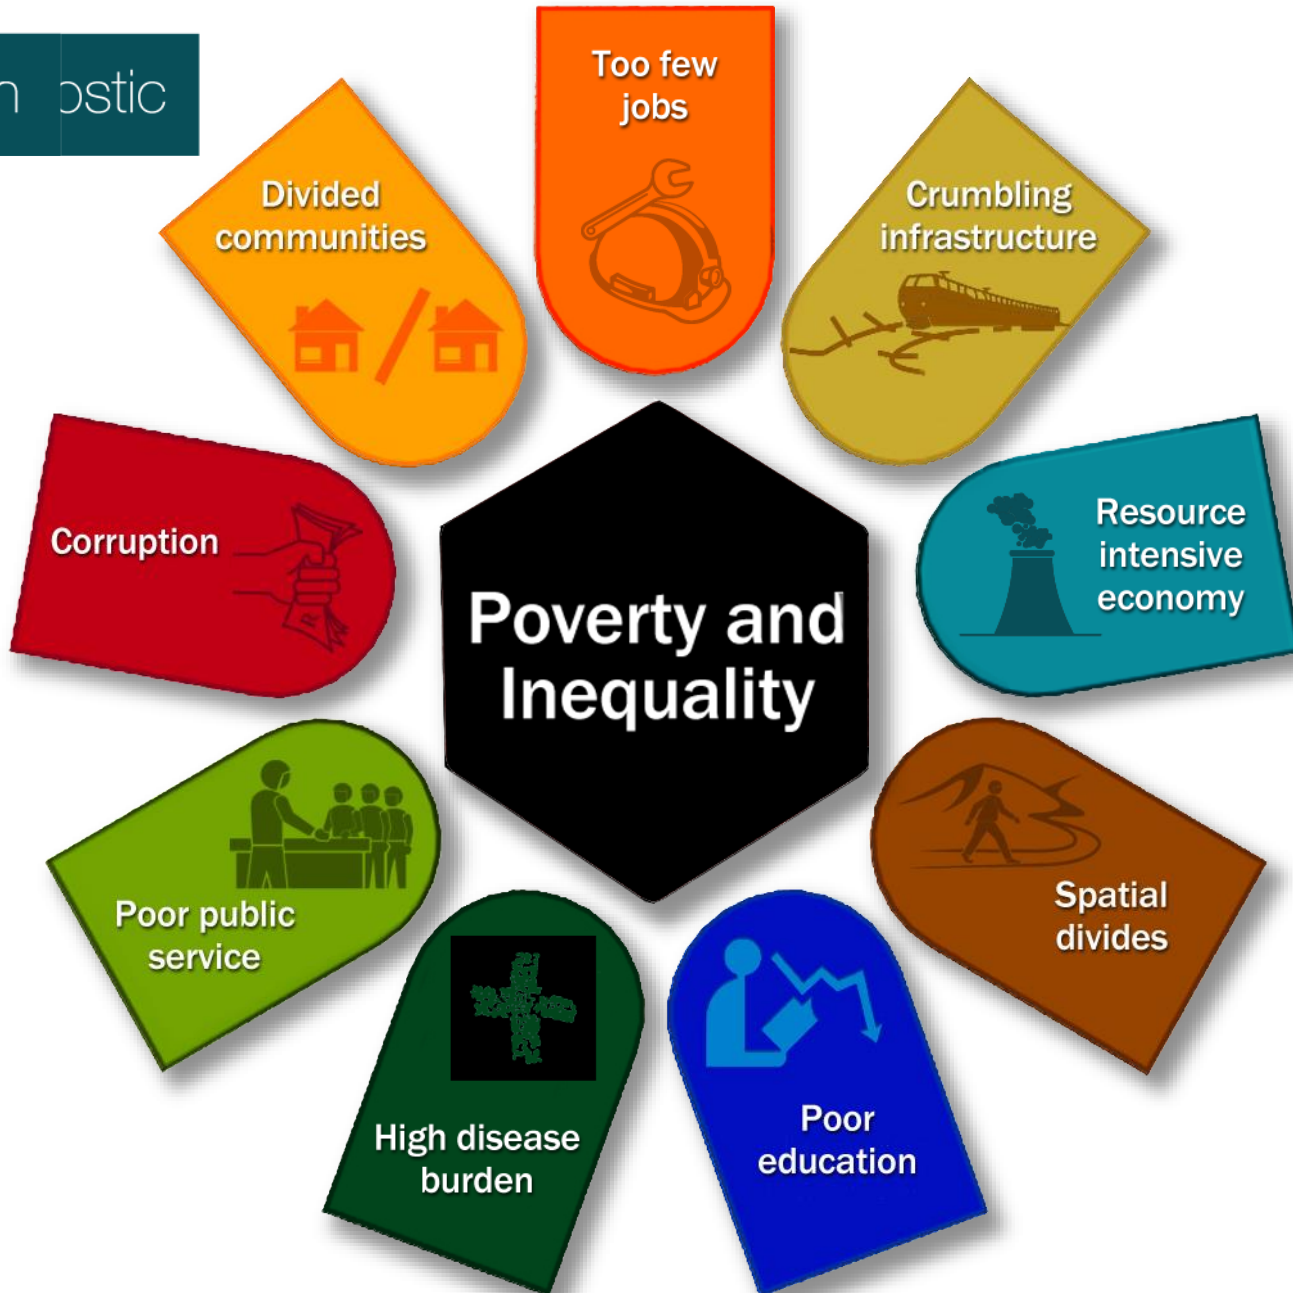 ostic
Too few
jobs
Crumbling
infrastructure
Resource
intensive
economy
Spatial
divides
Poor
education
High disease
burden
Poor public
service
Corruption
R
Divided
communities
Poverty and
Inequality